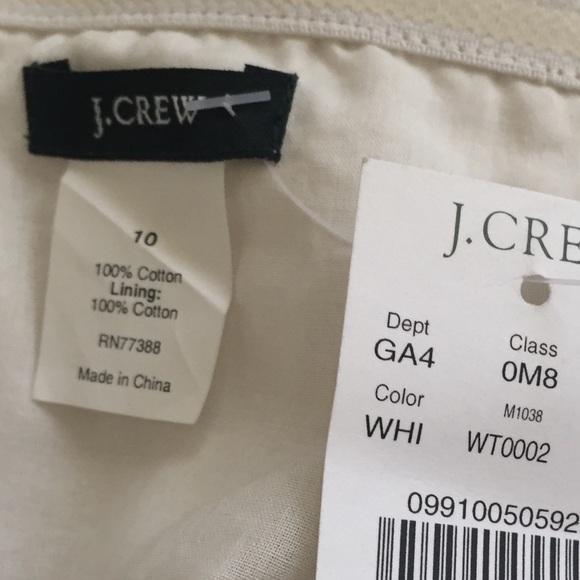 J.CREW
10
100% Cotton
Lining:
100% Cotton
RN77388
Made in China
J.CRE
Dept
GA4
Class
0M8
Color
WHI
M1038
WT0002
09910050592